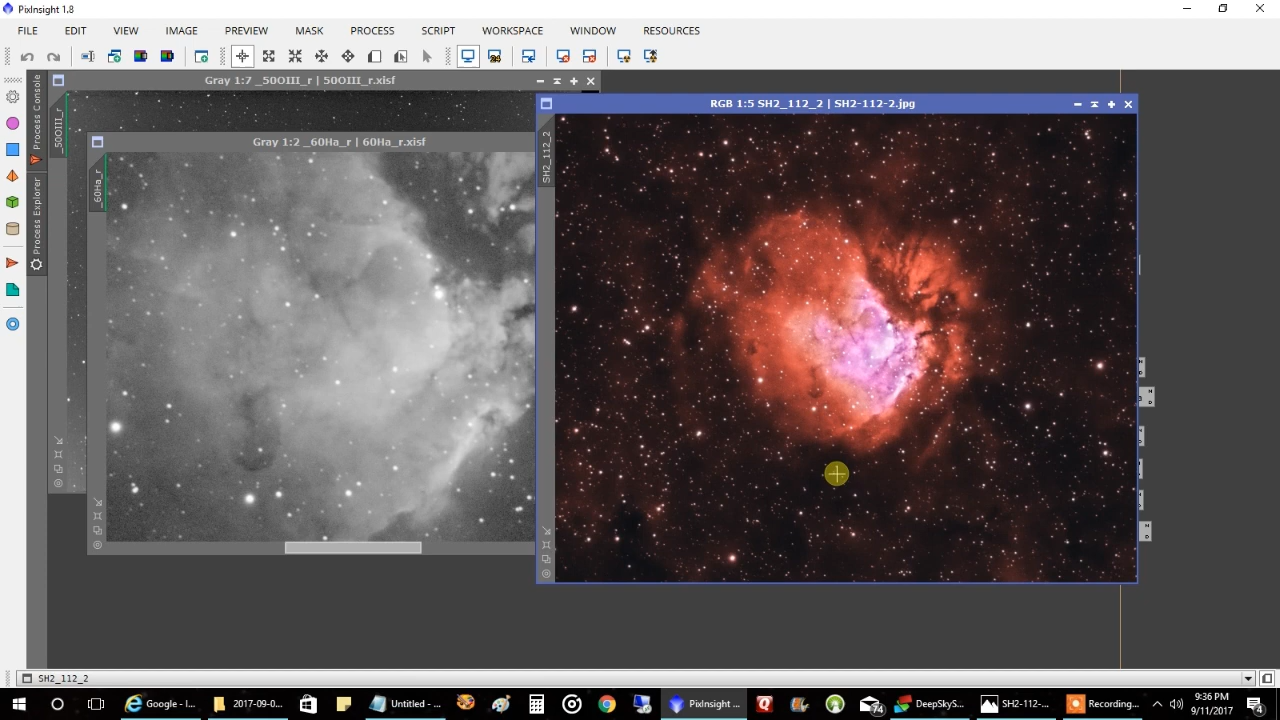 PixInsight 1.8
FILE EDIT VIEW IMAGE PREVIEW MASK PROCESS SCRIPT WORKSPACE WINDOW RESOURCES
Process Console
Process Explorer
Gray 1:7 _50OIII_r | 50OIII_r.xisf
_50OIII_r
Gray 1:2 _60Ha_r | 60Ha_r.xisf
_60Ha_r
RGB 1:5 SH2_112_2 | SH2-112-2.jpg
SH2_112_2
SH2_112_2
Google - I...
2017-09-0...
Untitled - ...
PixInsight ...
74
DeepSkyS...
SH2-112-...
Recording...
9:36 PM
9/11/2017
4